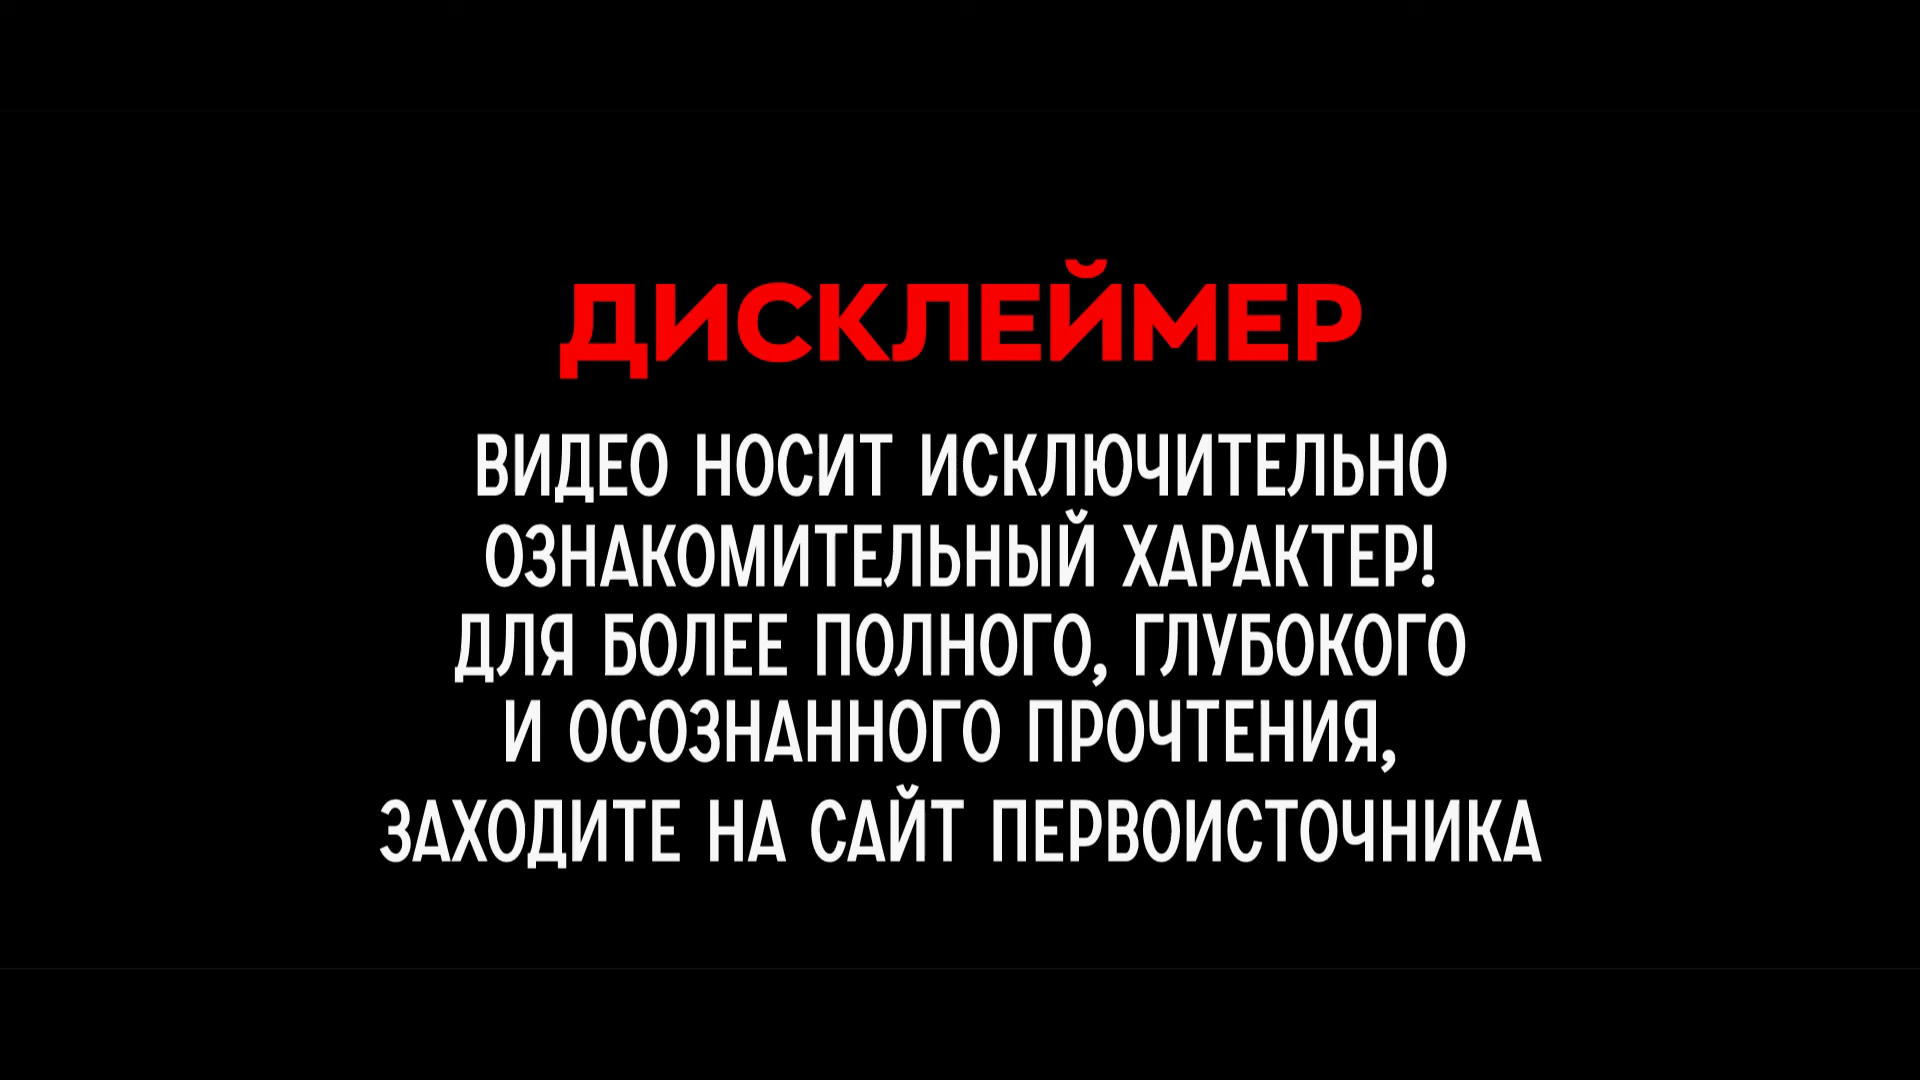 ДИСКЛЕЙМЕР
ВИДЕО НОСИТ ИСКЛЮЧИТЕЛЬНО
ОЗНАКОМИТЕЛЬНЫЙ ХАРАКТЕР!
ДЛЯ БОЛЕЕ ПОЛНОГО, ГЛУБОКОГО
И ОСОЗНАННОГО ПРОЧТЕНИЯ,
ЗАХОДИТЕ НА САЙТ ПЕРВОИСТОЧНИКА